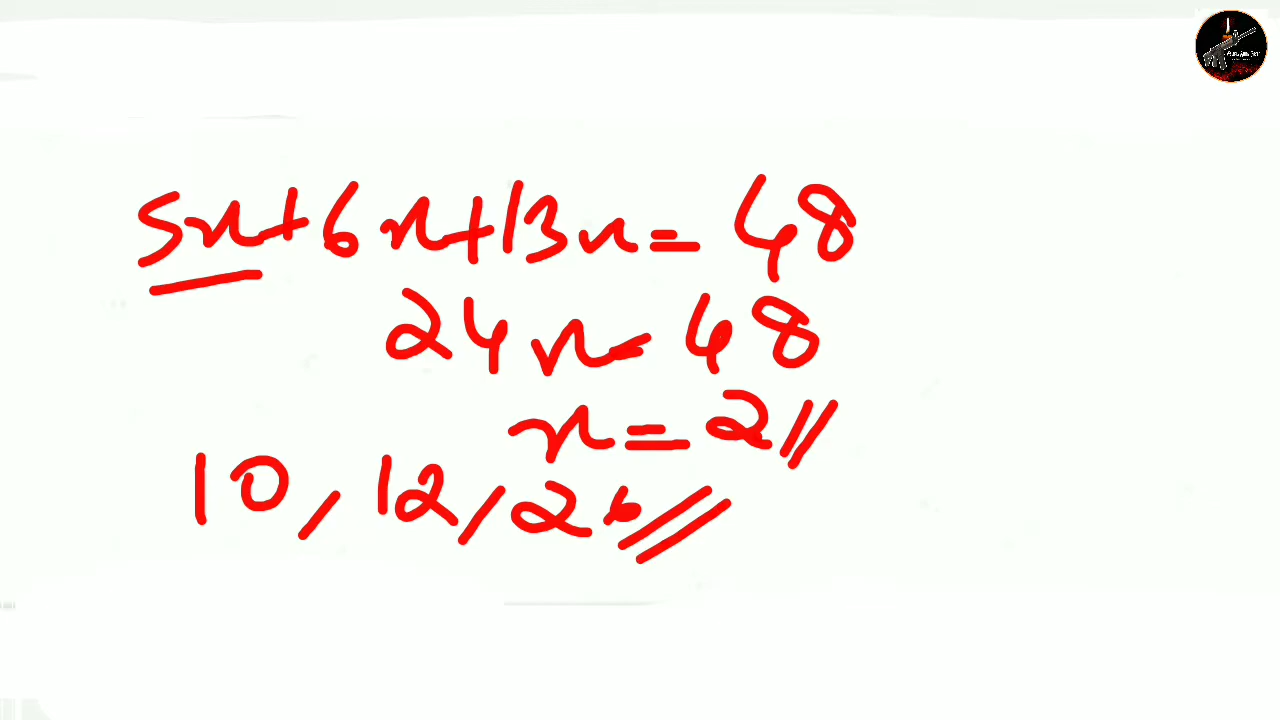 5x+6x+13x=48
24x=48
x=2//
10, 12, 26//